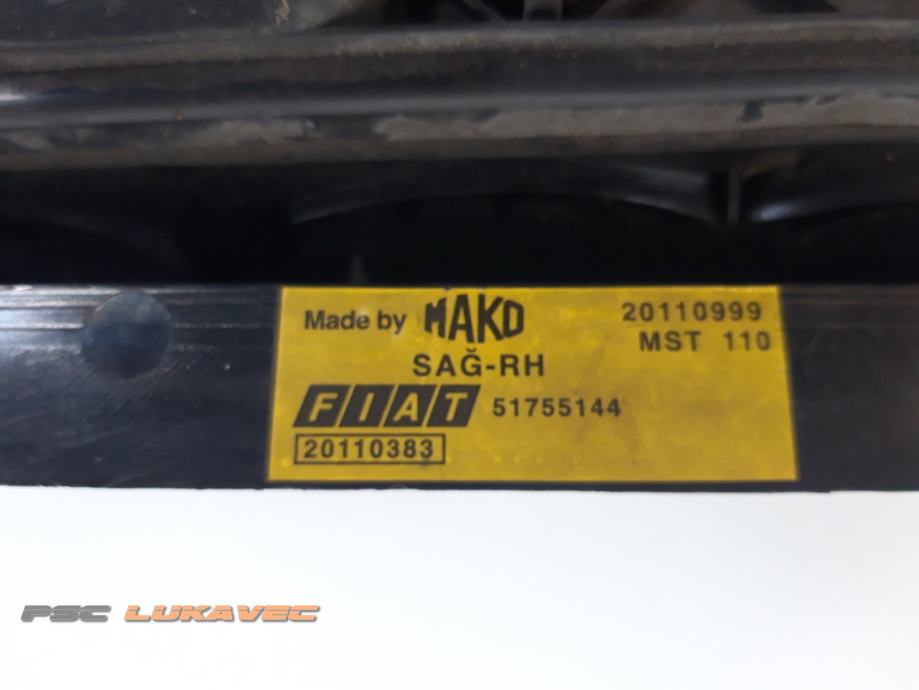 Made by MAKO 20110999
MST 110
SAĞ-RH
FIAT 51755144
20110383
PSC LUKAVEC